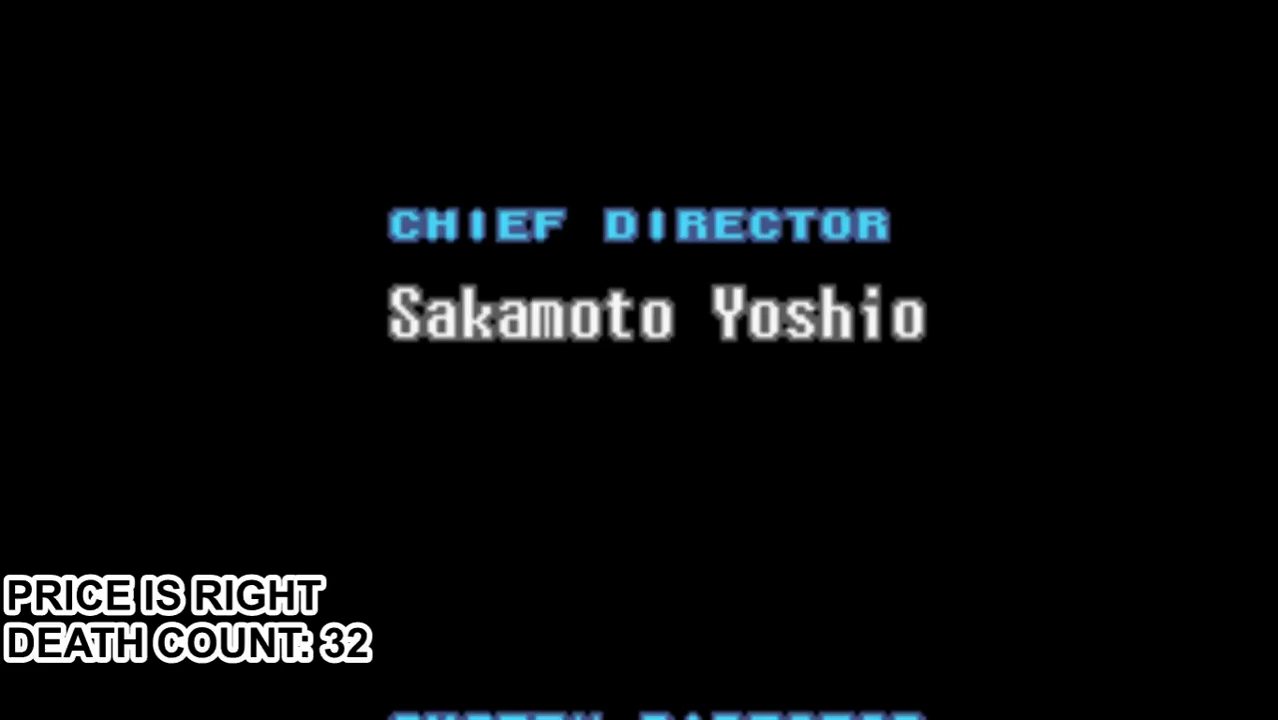 CHIEF DIRECTOR
Sakamoto Yoshio
PRICE IS RIGHT
DEATH COUNT: 32